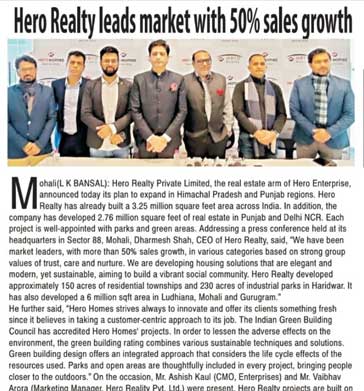 Hero Realty leads market with 50% sales growth
Mohali(L K BANSAL): Hero Realty Private Limited, the real estate arm of Hero Enterprise,
announced today its plan to expand in Himachal Pradesh and Punjab regions. Hero
Realty has already built a 3.25 million square feet area across India. In addition, the
company has developed 2.76 million square feet of real estate in Punjab and Delhi NCR. Each
project is well-appointed with parks and green areas. Addressing a press conference held at its
headquarters in Sector 88, Mohali, Dharmesh Shah, CEO of Hero Realty, said, "We have been
market leaders, with more than 50% sales growth, in various categories based on strong group
values of trust, care and nurture. We are developing housing solutions that are elegant and
modern, yet sustainable, aiming to build a vibrant social community. Hero Realty developed
approximately 150 acres of residential townships and 230 acres of industrial parks in Haridwar. It
has also developed a 6 million sqft area in Ludhiana, Mohali and Gurugram."
He further said, "Hero Homes strives always to innovate and offer its clients something fresh
since it believes in taking a customer-centric approach to its job. The Indian Green Building
Council has accredited Hero Homes' projects. In order to lessen the adverse effects on the
environment, the green building rating combines various sustainable techniques and solutions.
Green building design offers an integrated approach that considers the life cycle effects of the
resources used. Parks and open areas are thoughtfully included in every project, bringing people
closer to the outdoors." On the occasion, Mr. Ashish Kaul (CMO, Enterprises) and Mr. Vaibhav
Arora (Marketing Manager, Hero Reality Pvt. Ltd.) were present. Hero Realty projects are built on